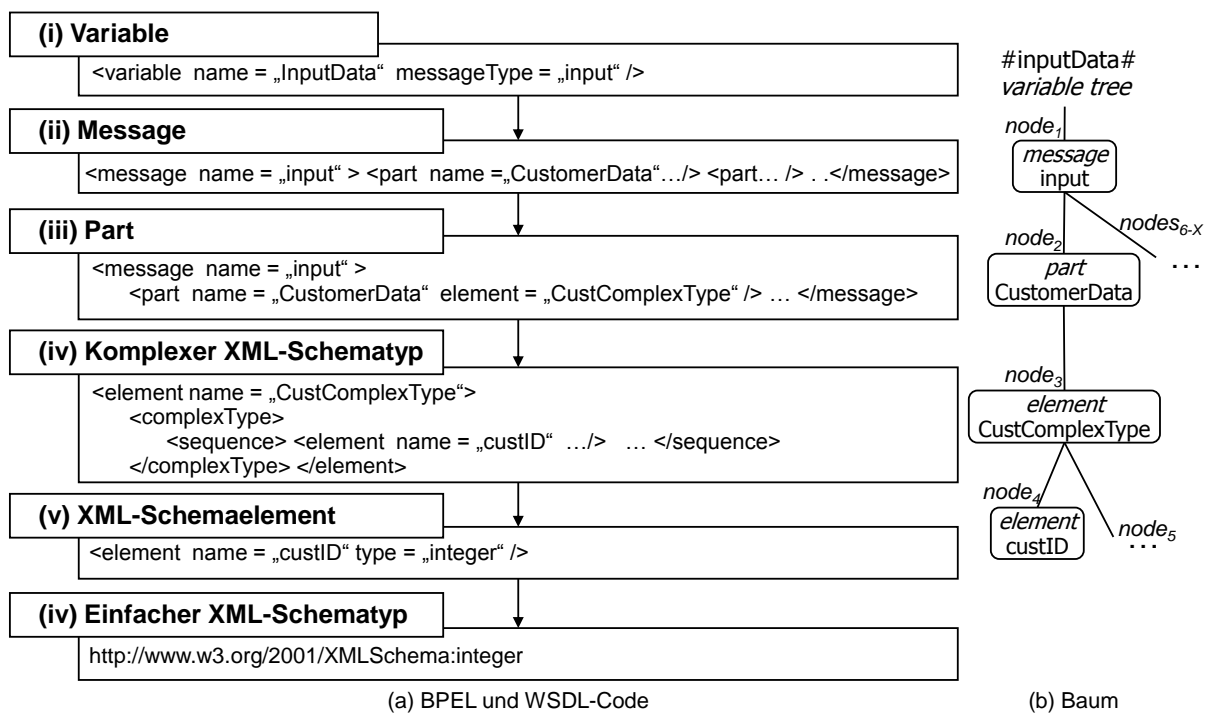 (i) Variable
<variable name = „InputData“ messageType = „input“ />
(ii) Message
<message name = „input“ > <part name =„CustomerData“…/> <part… /> . .</message>
(iii) Part
<message name = „input“ >
<part name = „CustomerData“ element = „CustComplexType“ /> … </message>
(iv) Komplexer XML-Schematyp
<element name = „CustComplexType“>
<complexType>
<sequence> <element name = „custID“ …/> … </sequence>
</complexType> </element>
(v) XML-Schemaelement
<element name = „custID“ type = „integer“ />
(iv) Einfacher XML-Schematyp
http://www.w3.org/2001/XMLSchema:integer
(a) BPEL und WSDL-Code
#inputData#
variable tree
node1
message
input
node2
nodes6-X
...
part
CustomerData
node3
element
CustComplexType
node4
element
custID
node5
...
(b) Baum